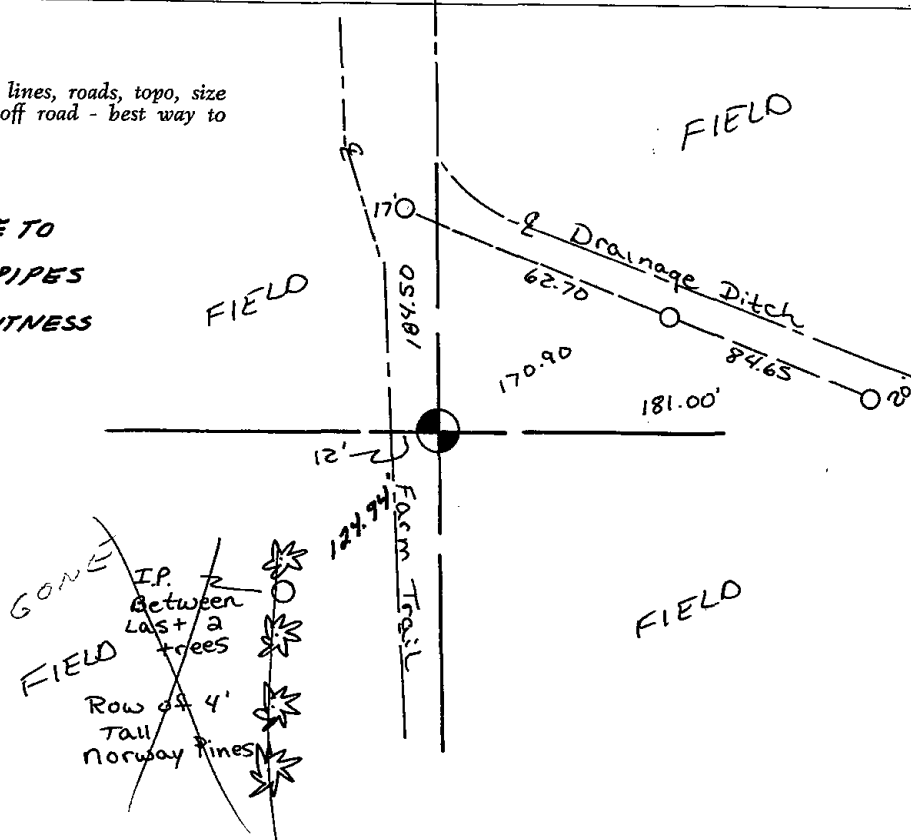 lines, roads, topo, size
off road - best way to
FIELD
E TO
PIPES
ITNESS
17'
℄ Drainage Ditch
62.70
FIELD
184.50
84.65
20
170.90
181.00'
12'
124.94'
Farm Trail
GONE
I.P.
Between
Last 2
trees
FIELD
FIELD
Row of 4'
Tall
Norway Pines